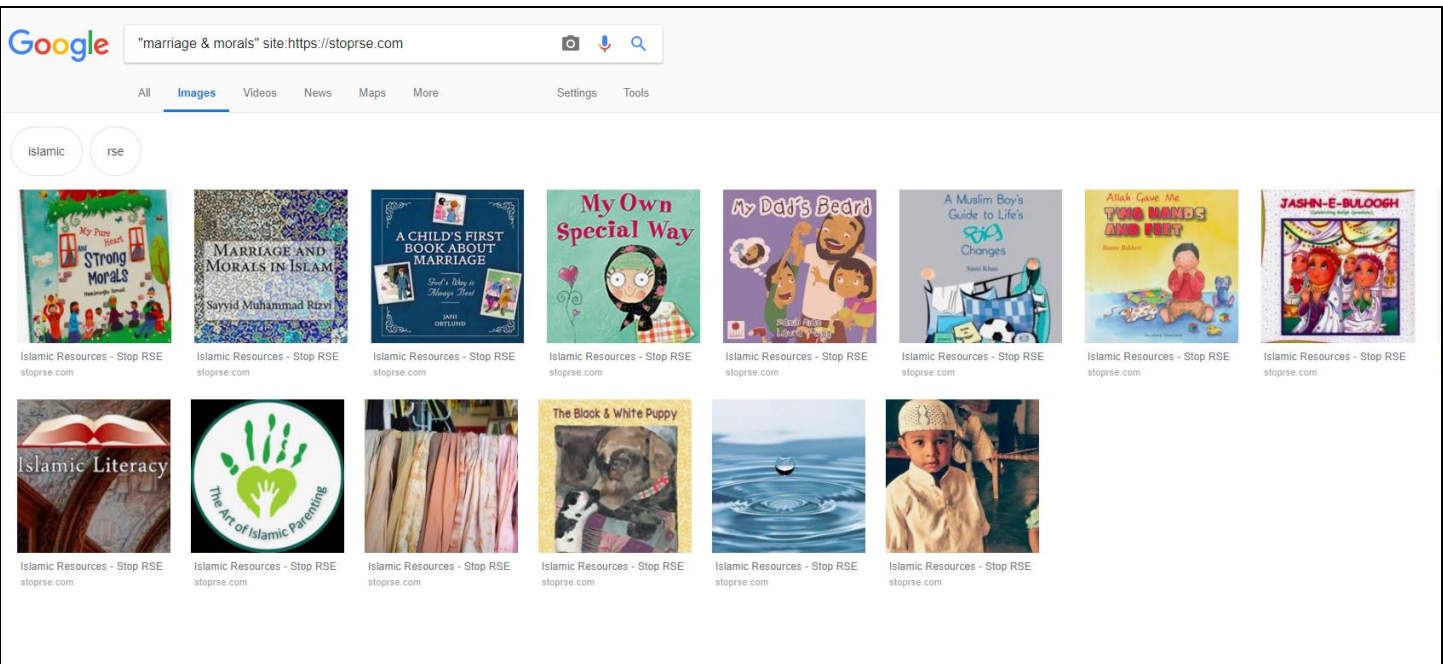 Google
"marriage & morals" site:https://stoprse.com
All Images Videos News Maps More Settings Tools
islamic rse
My Pure
Heart
AND
STrong
MoraLs
MARRIAGE AND
MORALS IN ISLAM
Sayyid Muhammad Rizvi
A CHILD'S FIRST
BOOK ABOUT
MARRIAGE
God's Way is
Always Best
JANI
ORTLUND
My Own
Special Way
My Dad's Beard
A Muslim Boy's
Guide to Life's
BIG
Changes
Sami Khan
Allah Gave Me
TWO HANDS
AND FEET
JASHN-E-BULOOGH
Islamic Resources - Stop RSE
stoprse.com
Islamic Resources - Stop RSE
stoprse.com
Islamic Resources - Stop RSE
stoprse.com
Islamic Resources - Stop RSE
stoprse.com
Islamic Resources - Stop RSE
stoprse.com
Islamic Resources - Stop RSE
stoprse.com
Islamic Resources - Stop RSE
stoprse.com
Islamic Resources - Stop RSE
stoprse.com
Islamic Literacy
The Art of Islamic Parenting
The Black & White Puppy
Islamic Resources - Stop RSE
stoprse.com
Islamic Resources - Stop RSE
stoprse.com
Islamic Resources - Stop RSE
stoprse.com
Islamic Resources - Stop RSE
stoprse.com
Islamic Resources - Stop RSE
stoprse.com
Islamic Resources - Stop RSE
stoprse.com